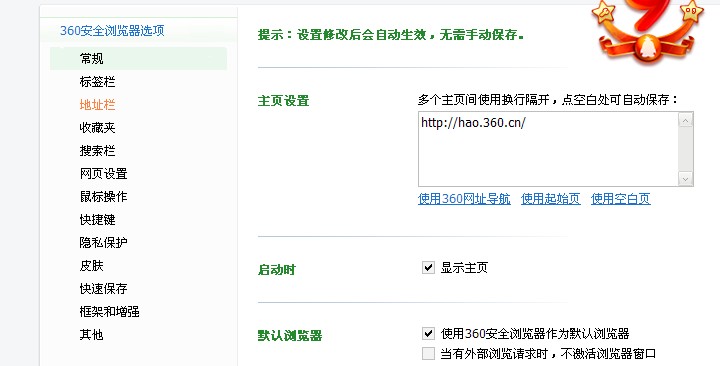 360安全浏览器选项
常规
标签栏
地址栏
收藏夹
搜索栏
网页设置
鼠标操作
快捷键
隐私保护
皮肤
快速保存
框架和增强
其他
提示：设置修改后会自动生效，无需手动保存。
主页设置
多个主页间使用换行隔开，点空白处可自动保存：
http://hao.360.cn/
使用360网址导航 使用起始页 使用空白页
启动时
显示主页
默认浏览器
使用360安全浏览器作为默认浏览器
当有外部浏览请求时，不激活浏览器窗口